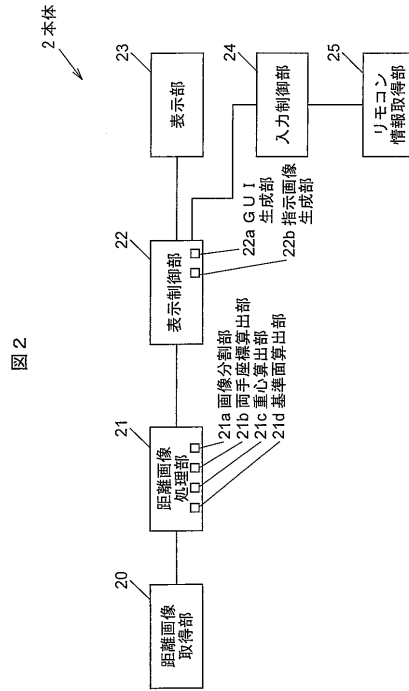 図２
2 本体
20
距離画像
取得部
21
距離画像
処理部
21a 画像分割部
21b 両手座標算出部
21c 重心算出部
21d 基準面算出部
22
表示制御部
22a ＧＵＩ
生成部
22b 指示画像
生成部
23
表示部
24
入力制御部
25
リモコン
情報取得部